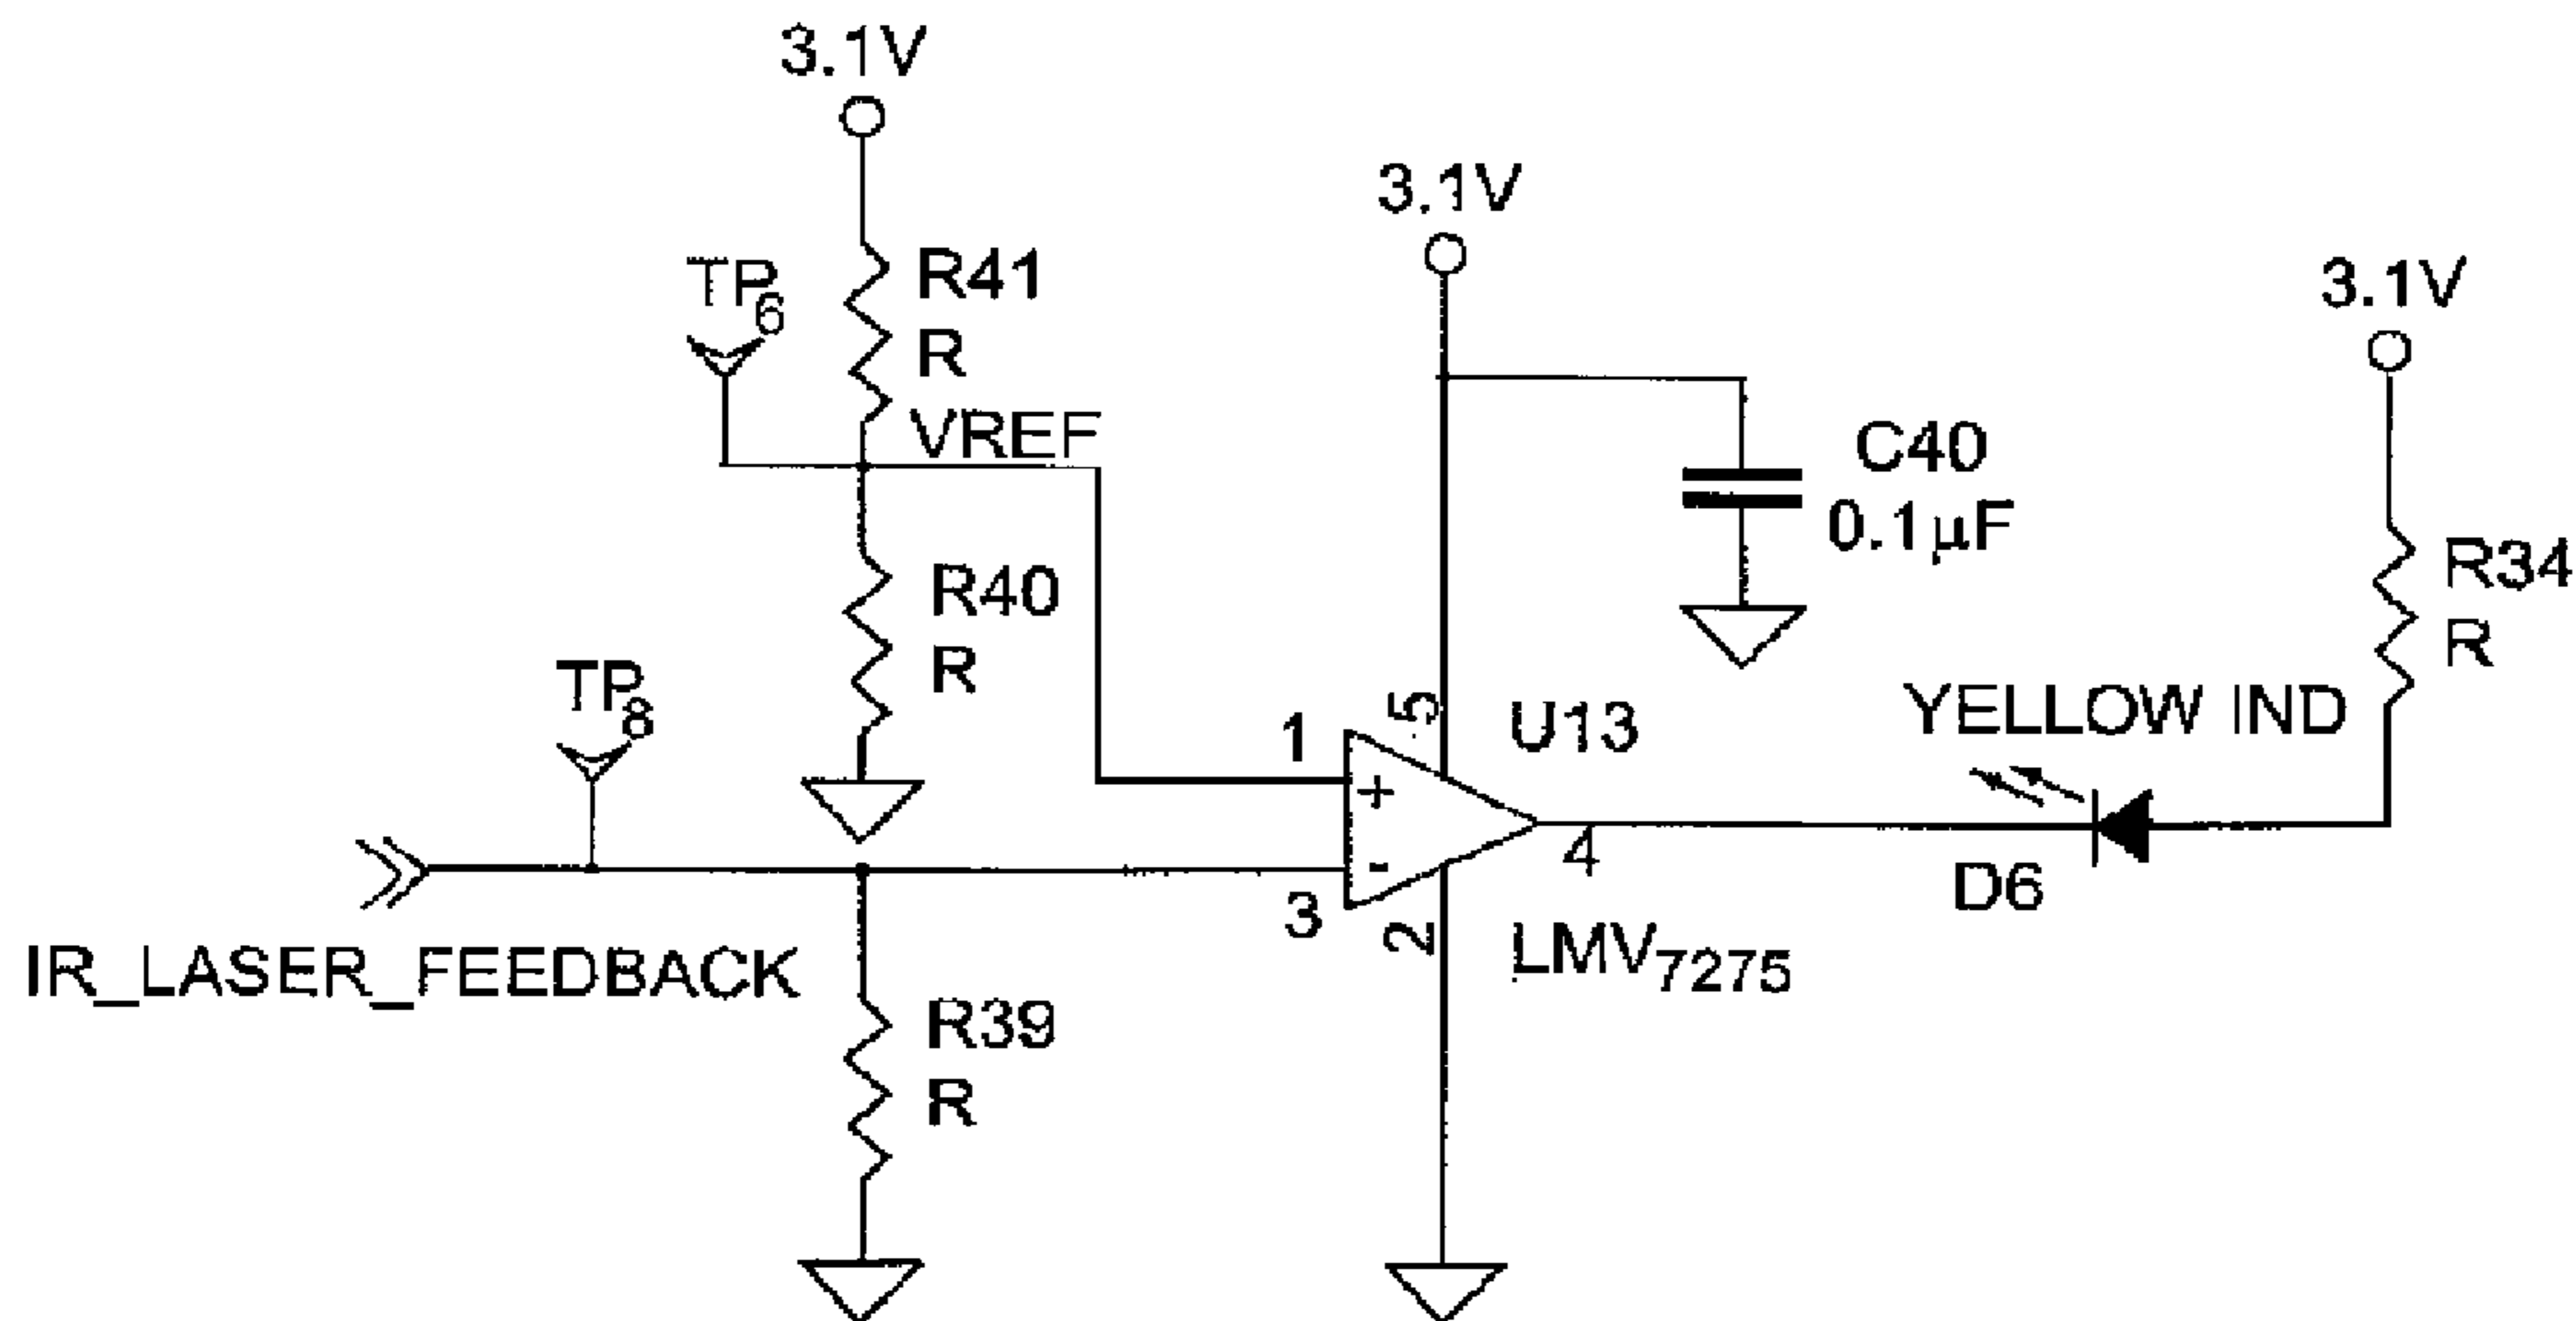 3.1V
3.1V
3.1V
TP6
R41
R
VREF
C40
0.1µF
R34
R
R40
R
TP8
YELLOW IND
1
5
U13
+
-
4
D6
3
2
LMV7275
IR_LASER_FEEDBACK
R39
R